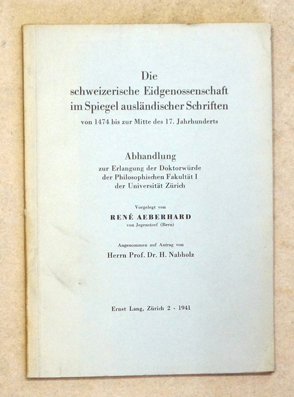 Die
schweizerische Eidgenossenschaft
im Spiegel ausländischer Schriften
von 1474 bis zur Mitte des 17. Jahrhunderts
Abhandlung
zur Erlangung der Doktorwürde
der Philosophischen Fakultät I
der Universität Zürich
Vorgelegt von
RENÉ AEBERHARD
von Jegenstorf (Bern)
Angenommen auf Antrag von
Herrn Prof. Dr. H. Nabholz
Ernst Lang, Zürich 2 - 1941